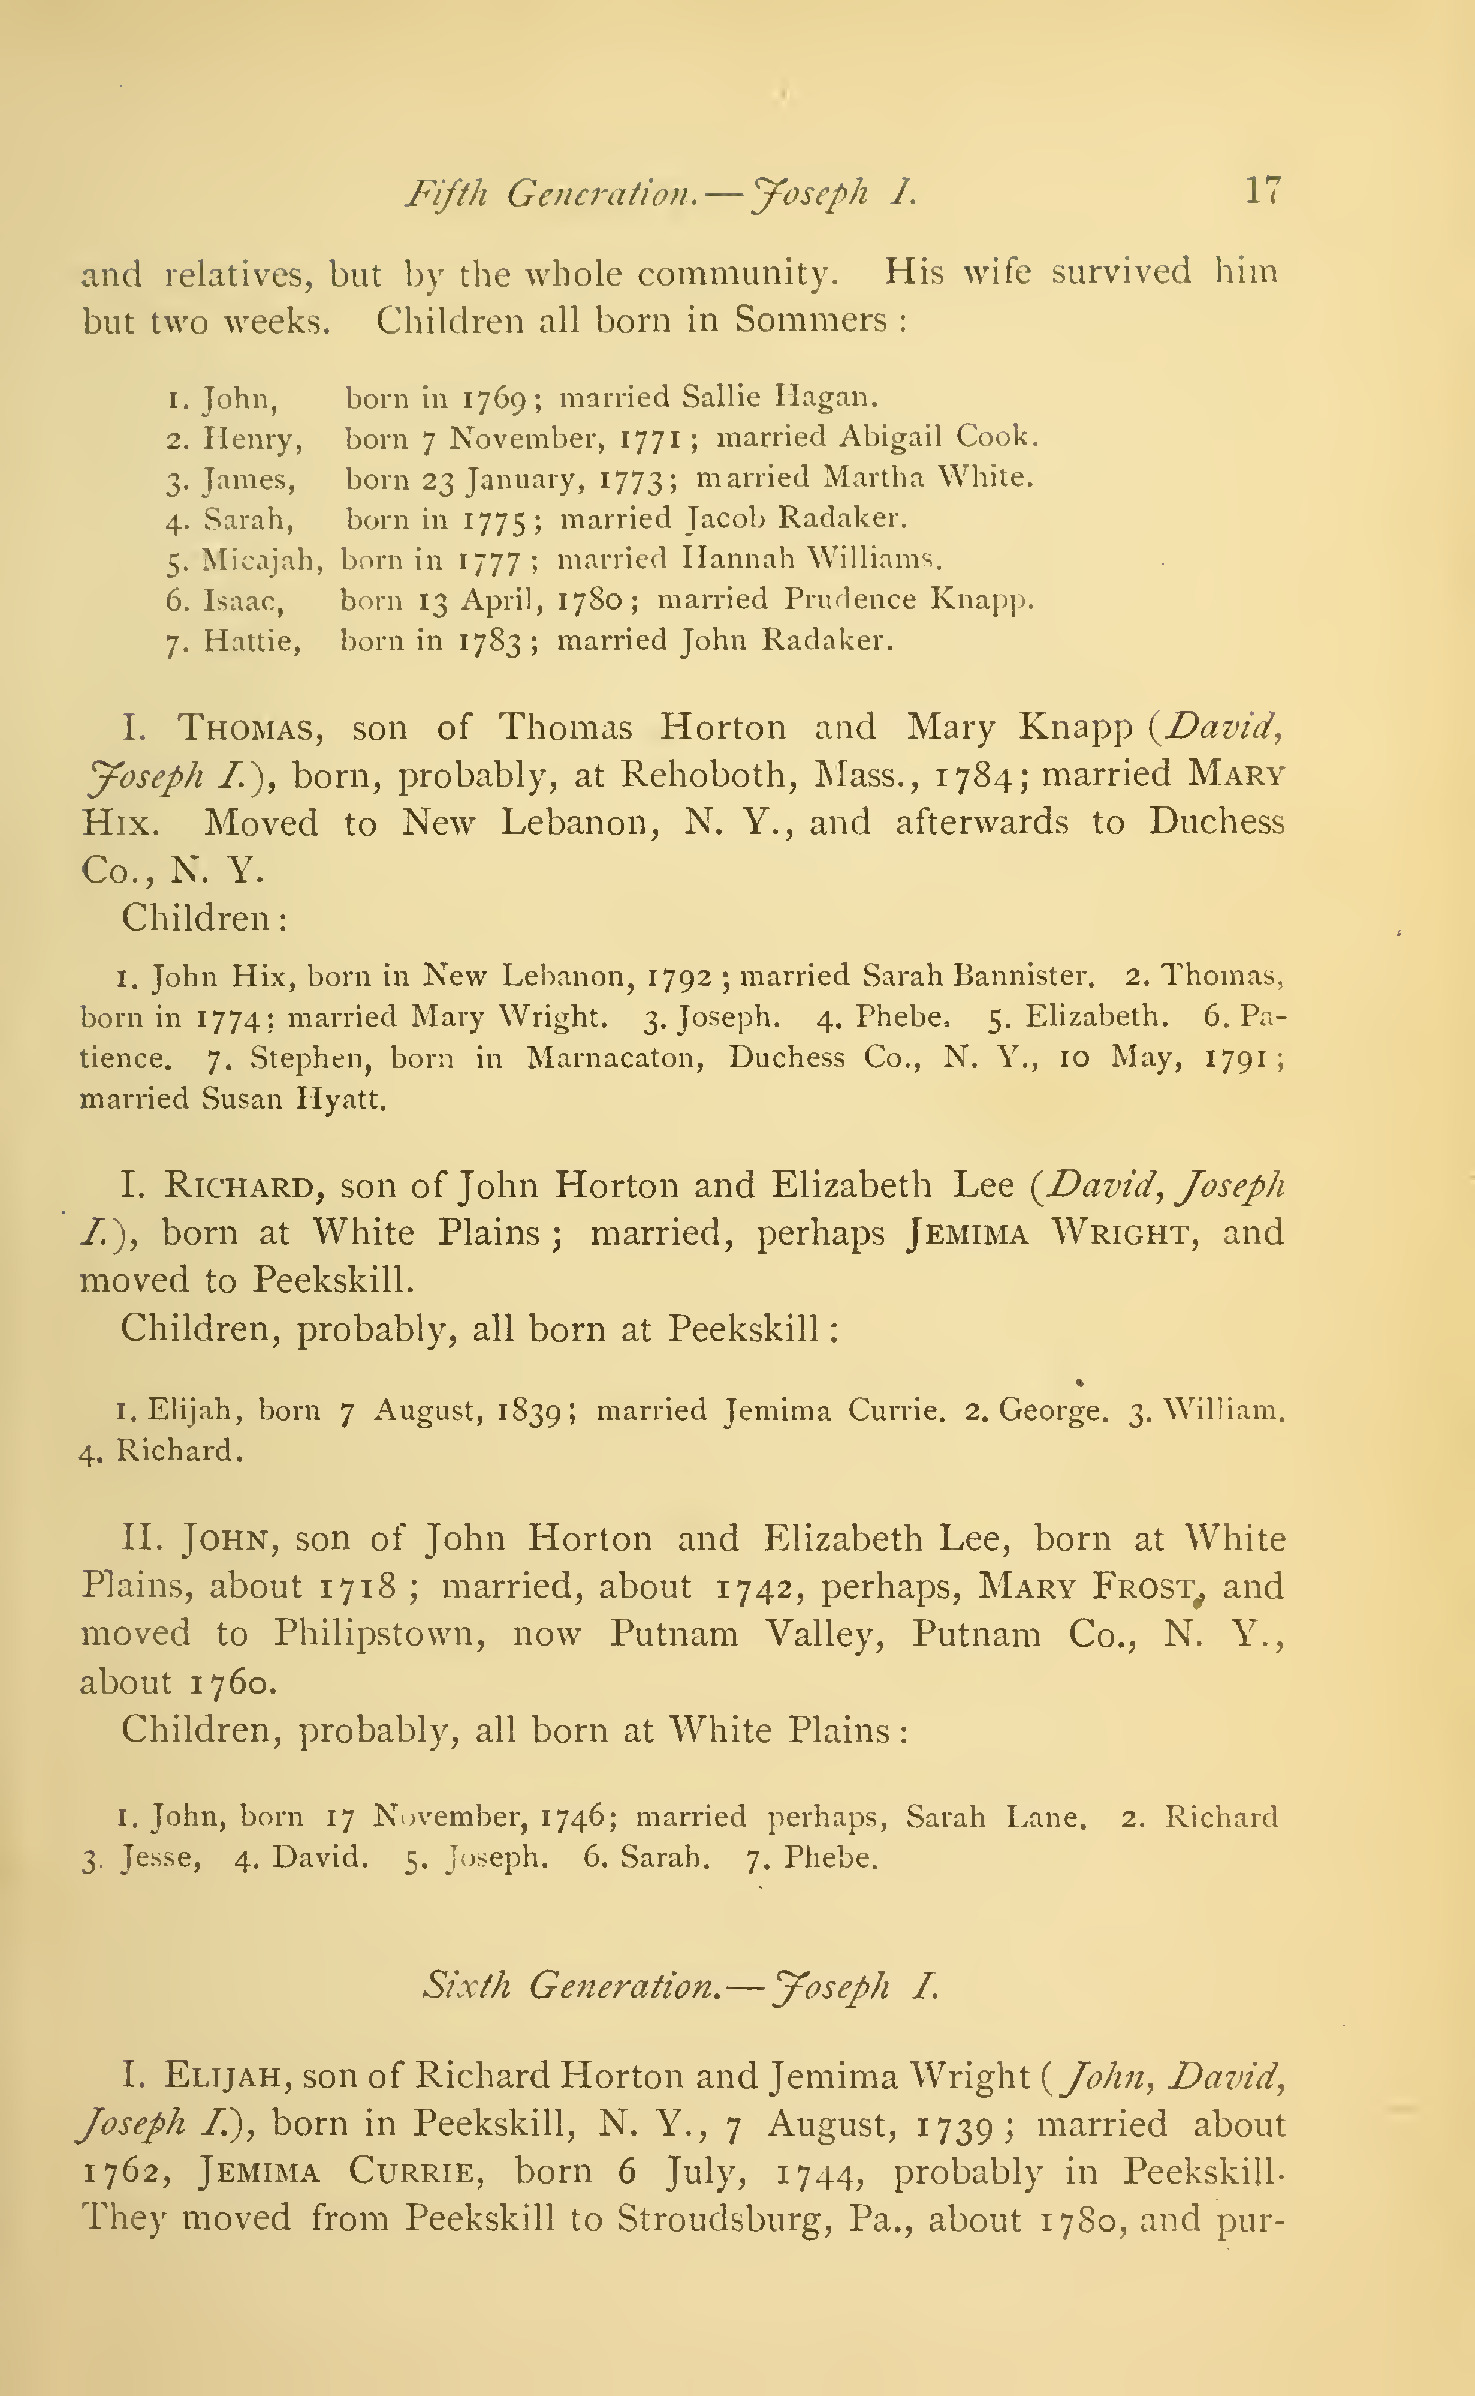 Fifth Generation.—Joseph I. 17
and relatives, but by the whole community. His wife survived him
but two weeks. Children all born in Sommers :
1. John, born in 1769; married Sallie Hagan.
2. Henry, born 7 November, 1771 ; married Abigail Cook.
3. James, born 23 January, 1773; married Martha White.
4. Sarah, born in 1775; married Jacob Radaker.
5. Micajah, born in 1777 ; married Hannah Williams.
6. Isaac, born 13 April, 1780; married Prudence Knapp.
7. Hattie, born in 1783; married John Radaker.
I. THOMAS, son of Thomas Horton and Mary Knapp (David,
Joseph I.), born, probably, at Rehoboth, Mass., 1784; married MARY
HIX. Moved to New Lebanon, N. Y., and afterwards to Duchess
Co., N. Y.
Children :
1. John Hix, born in New Lebanon, 1792 ; married Sarah Bannister. 2. Thomas,
born in 1774; married Mary Wright. 3. Joseph. 4. Phebe. 5. Elizabeth. 6. Pa-
tience. 7. Stephen, born in Marnacaton, Duchess Co., N. Y., 10 May, 1791 ;
married Susan Hyatt.
I. RICHARD, son of John Horton and Elizabeth Lee (David, Joseph
I.), born at White Plains ; married, perhaps JEMIMA WRIGHT, and
moved to Peekskill.
Children, probably, all born at Peekskill :
1. Elijah, born 7 August, 1839; married Jemima Currie. 2. George. 3. William.
4. Richard.
II. JOHN, son of John Horton and Elizabeth Lee, born at White
Plains, about 1718 ; married, about 1742, perhaps, MARY FROST, and
moved to Philipstown, now Putnam Valley, Putnam Co., N. Y.,
about 1760.
Children, probably, all born at White Plains :
1. John, born 17 November, 1746; married perhaps, Sarah Lane. 2. Richard
3. Jesse, 4. David. 5. Joseph. 6. Sarah. 7. Phebe.
Sixth Generation.—Joseph I.
I. ELIJAH, son of Richard Horton and Jemima Wright ( John, David,
Joseph I.), born in Peekskill, N. Y., 7 August, 1739 ; married about
1762, JEMIMA CURRIE, born 6 July, 1744, probably in Peekskill.
They moved from Peekskill to Stroudsburg, Pa., about 1780, and pur-